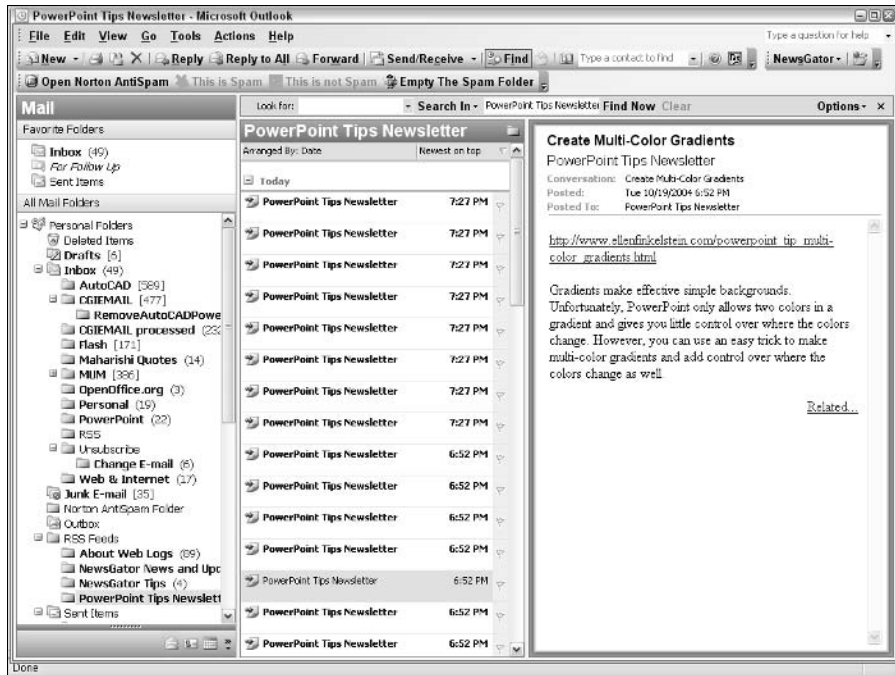 PowerPoint Tips Newsletter - Microsoft Outlook
File Edit View Go Tools Actions Help
Type a question for help
New Reply Reply to All Forward Send/Receive Find Type a contact to find NewsGator
Open Norton AntiSpam This is Spam This is not Spam Empty The Spam Folder
Mail
Look for: Search In PowerPoint Tips Newsletter Find Now Clear Options
Favorite Folders
Inbox (49)
For Follow Up
Sent Items
All Mail Folders
Personal Folders
Deleted Items
Drafts [6]
Inbox (49)
AutoCAD [589]
CGIEMAIL [477]
RemoveAutoCADPowe
CGIEMAIL processed (232
Flash [171]
Maharishi Quotes (14)
MUM [386]
OpenOffice.org (3)
Personal (19)
PowerPoint (22)
RSS
Unsubscribe
Change E-mail (6)
Web & Internet (17)
Junk E-mail [35]
Norton AntiSpam Folder
Outbox
RSS Feeds
About Web Logs (89)
NewsGator News and Upd
NewsGator Tips (4)
PowerPoint Tips Newslett
Sent Items
PowerPoint Tips Newsletter
Arranged By: Date Newest on top
Today
PowerPoint Tips Newsletter 7:27 PM
PowerPoint Tips Newsletter 7:27 PM
PowerPoint Tips Newsletter 7:27 PM
PowerPoint Tips Newsletter 7:27 PM
PowerPoint Tips Newsletter 7:27 PM
PowerPoint Tips Newsletter 7:27 PM
PowerPoint Tips Newsletter 7:27 PM
PowerPoint Tips Newsletter 7:27 PM
PowerPoint Tips Newsletter 6:52 PM
PowerPoint Tips Newsletter 6:52 PM
PowerPoint Tips Newsletter 6:52 PM
PowerPoint Tips Newsletter 6:52 PM
PowerPoint Tips Newsletter 6:52 PM
PowerPoint Tips Newsletter 6:52 PM
PowerPoint Tips Newsletter 6:52 PM
Create Multi-Color Gradients
PowerPoint Tips Newsletter
Conversation: Create Multi-Color Gradients
Posted: Tue 10/19/2004 6:52 PM
Posted To: PowerPoint Tips Newsletter
http://www.ellenfinkelstein.com/powerpoint_tip_multi-
color_gradients.html
Gradients make effective simple backgrounds.
Unfortunately, PowerPoint only allows two colors in a
gradient and gives you little control over where the colors
change. However, you can use an easy trick to make
multi-color gradients and add control over where the
colors change as well.
Related...
Done